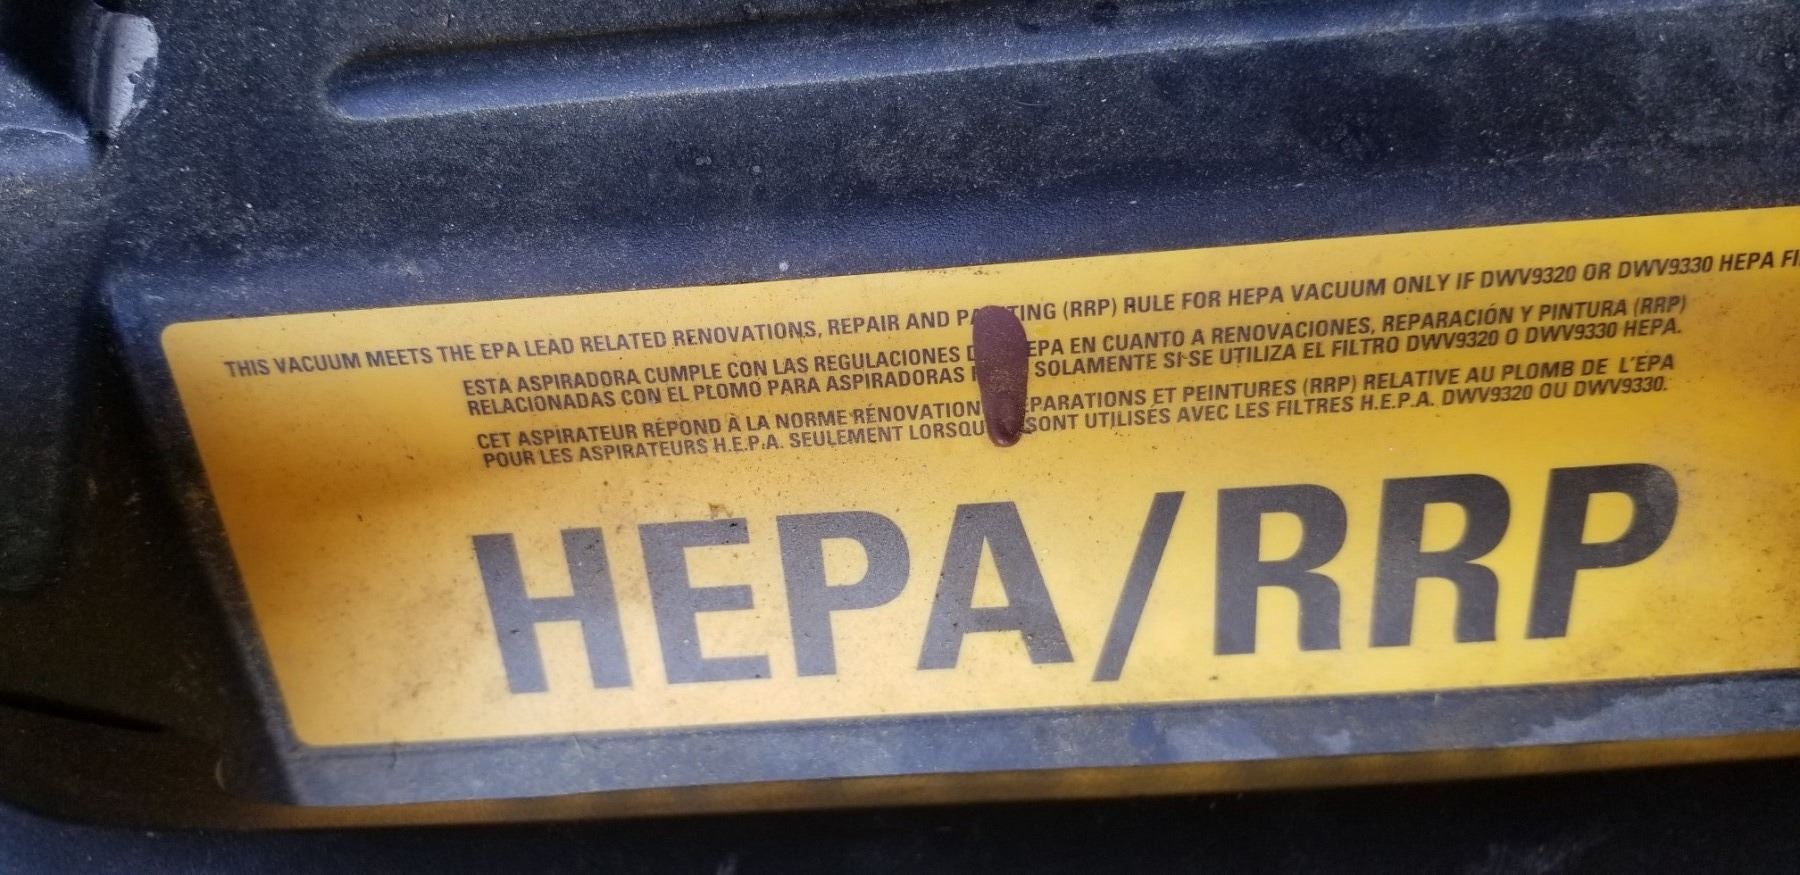 THIS VACUUM MEETS THE EPA LEAD RELATED RENOVATIONS, REPAIR AND (RRP) RULE FOR HEPA VACUUM ONLY IF DWV9320 OR DWV9330 HEPA
ESTA ASPIRADORA CUMPLE CON LAS REGULACIONES EPA EN CUANTO A RENOVACIONES, REPARACIÓN Y PINTURA (RRP)
RELACIONADAS CON EL PLOMO PARA ASPIRADORAS SOLAMENTE SI SE UTILIZA EL FILTRO DWV9320 O DWV9330 HEPA.
CET ASPIRATEUR RÉPOND À LA NORME RÉNOVATION ET PEINTURES (RRP) RELATIVE AU PLOMB DE L'EPA
POUR LES ASPIRATEURS H.E.P.A. SEULEMENT SONT UTILISÉS AVEC LES FILTRES H.E.P.A. DWV9320 OU DWV9330.
HEPA/RRP